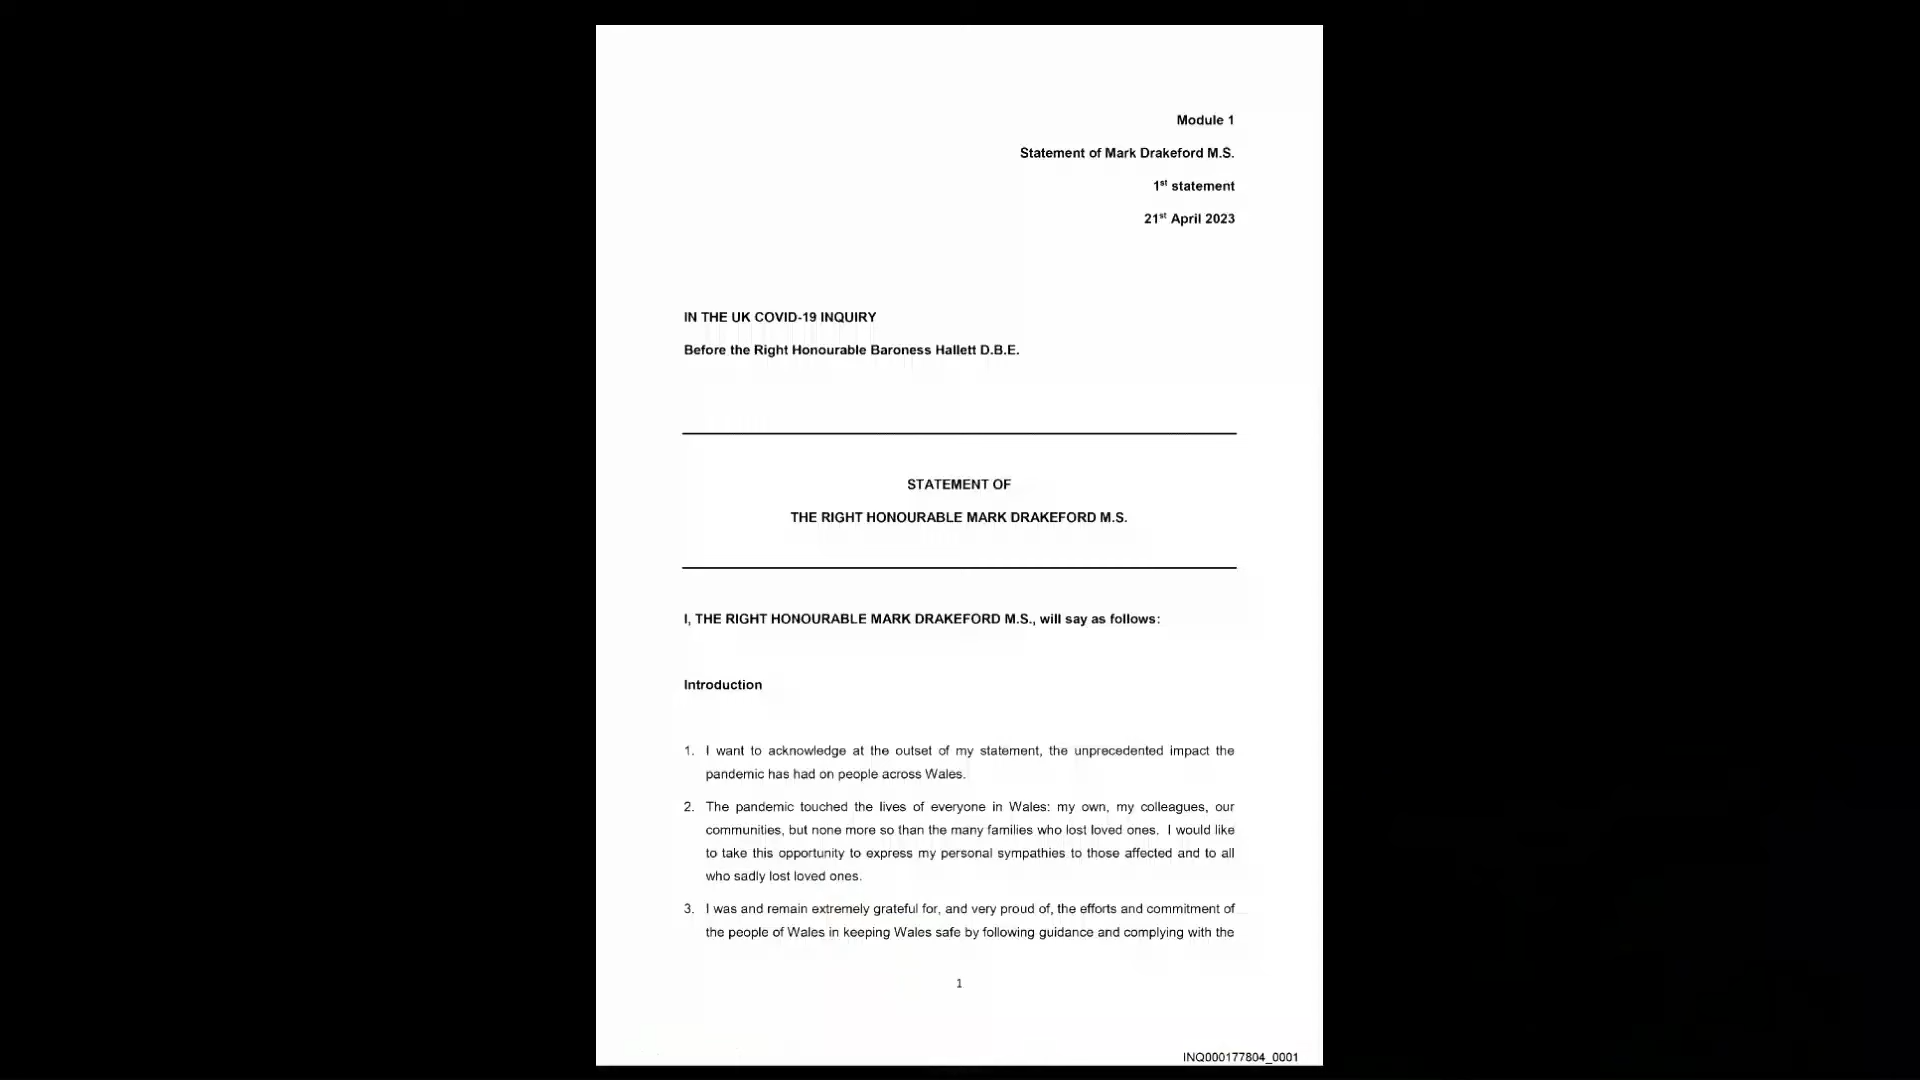 Module 1
Statement of Mark Drakeford M.S.
1st statement
21st April 2023
IN THE UK COVID-19 INQUIRY
Before the Right Honourable Baroness Hallett D.B.E.
STATEMENT OF
THE RIGHT HONOURABLE MARK DRAKEFORD M.S.
I, THE RIGHT HONOURABLE MARK DRAKEFORD M.S., will say as follows:
Introduction
1. I want to acknowledge at the outset of my statement, the unprecedented impact the
pandemic has had on people across Wales.
2. The pandemic touched the lives of everyone in Wales: my own, my colleagues, our
communities, but none more so than the many families who lost loved ones. I would like
to take this opportunity to express my personal sympathies to those affected and to all
who sadly lost loved ones.
3. I was and remain extremely grateful for, and very proud of, the efforts and commitment of
the people of Wales in keeping Wales safe by following guidance and complying with the
1
INQ000177804_0001